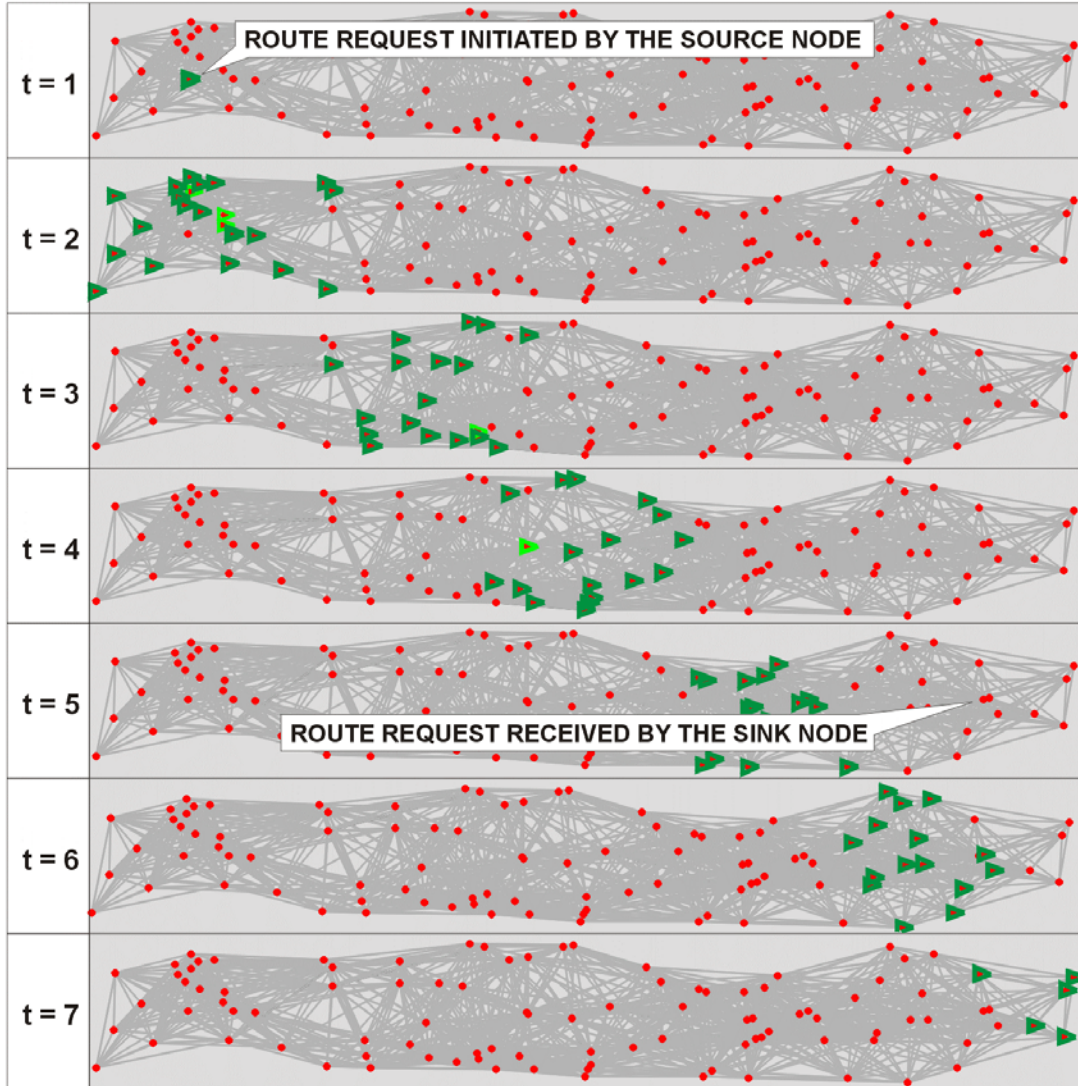 ROUTE REQUEST INITIATED BY THE SOURCE NODE
t = 1
t = 2
t = 3
t = 4
t = 5
ROUTE REQUEST RECEIVED BY THE SINK NODE
t = 6
t = 7